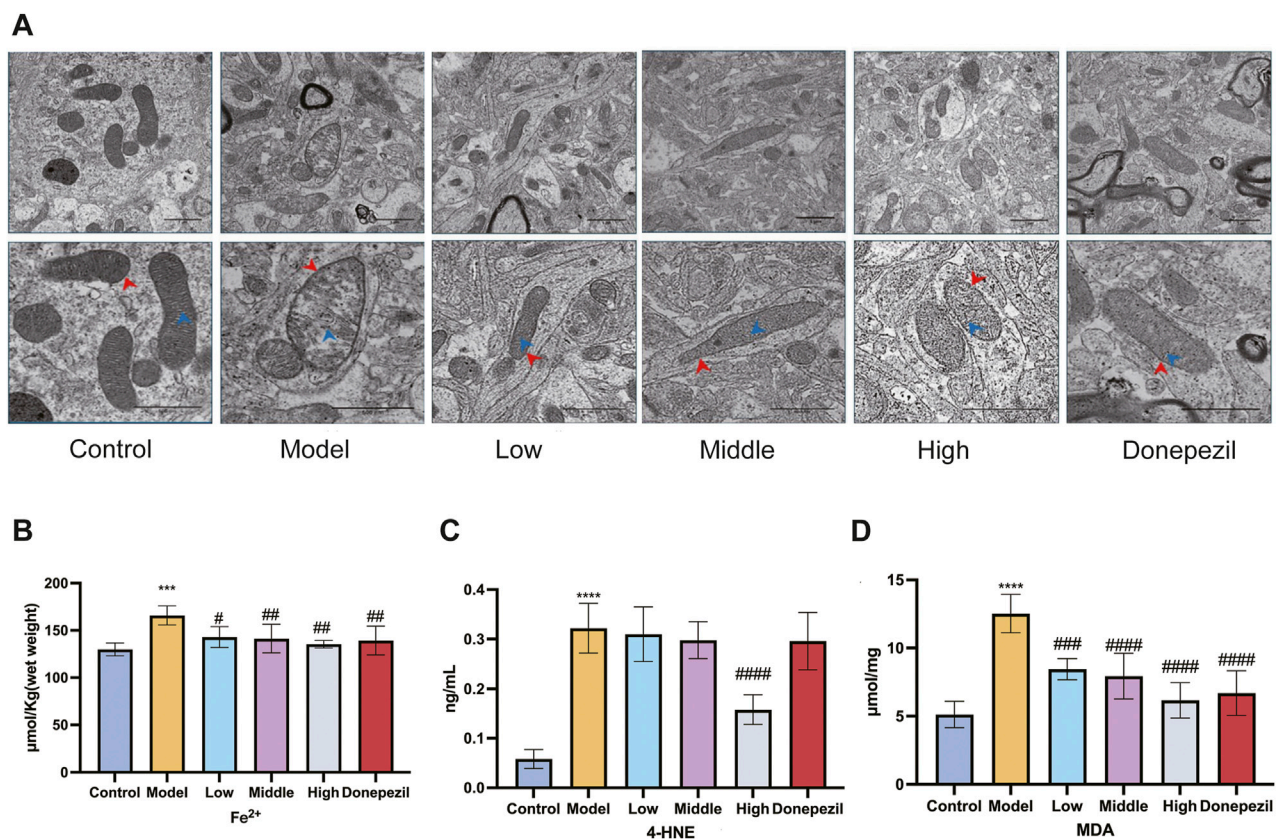 A
Control Model Low Middle High Donepezil
B
μmol/Kg(wet weight)
200
150
100
50
0
***
#
##
##
##
Control Model Low Middle High Donepezil
Fe²⁺
C
ng/mL
0.4
0.3
0.2
0.1
0.0
****
####
Control Model Low Middle High Donepezil
4-HNE
D
μmol/mg
15
10
5
0
****
###
####
####
####
Control Model Low Middle High Donepezil
MDA